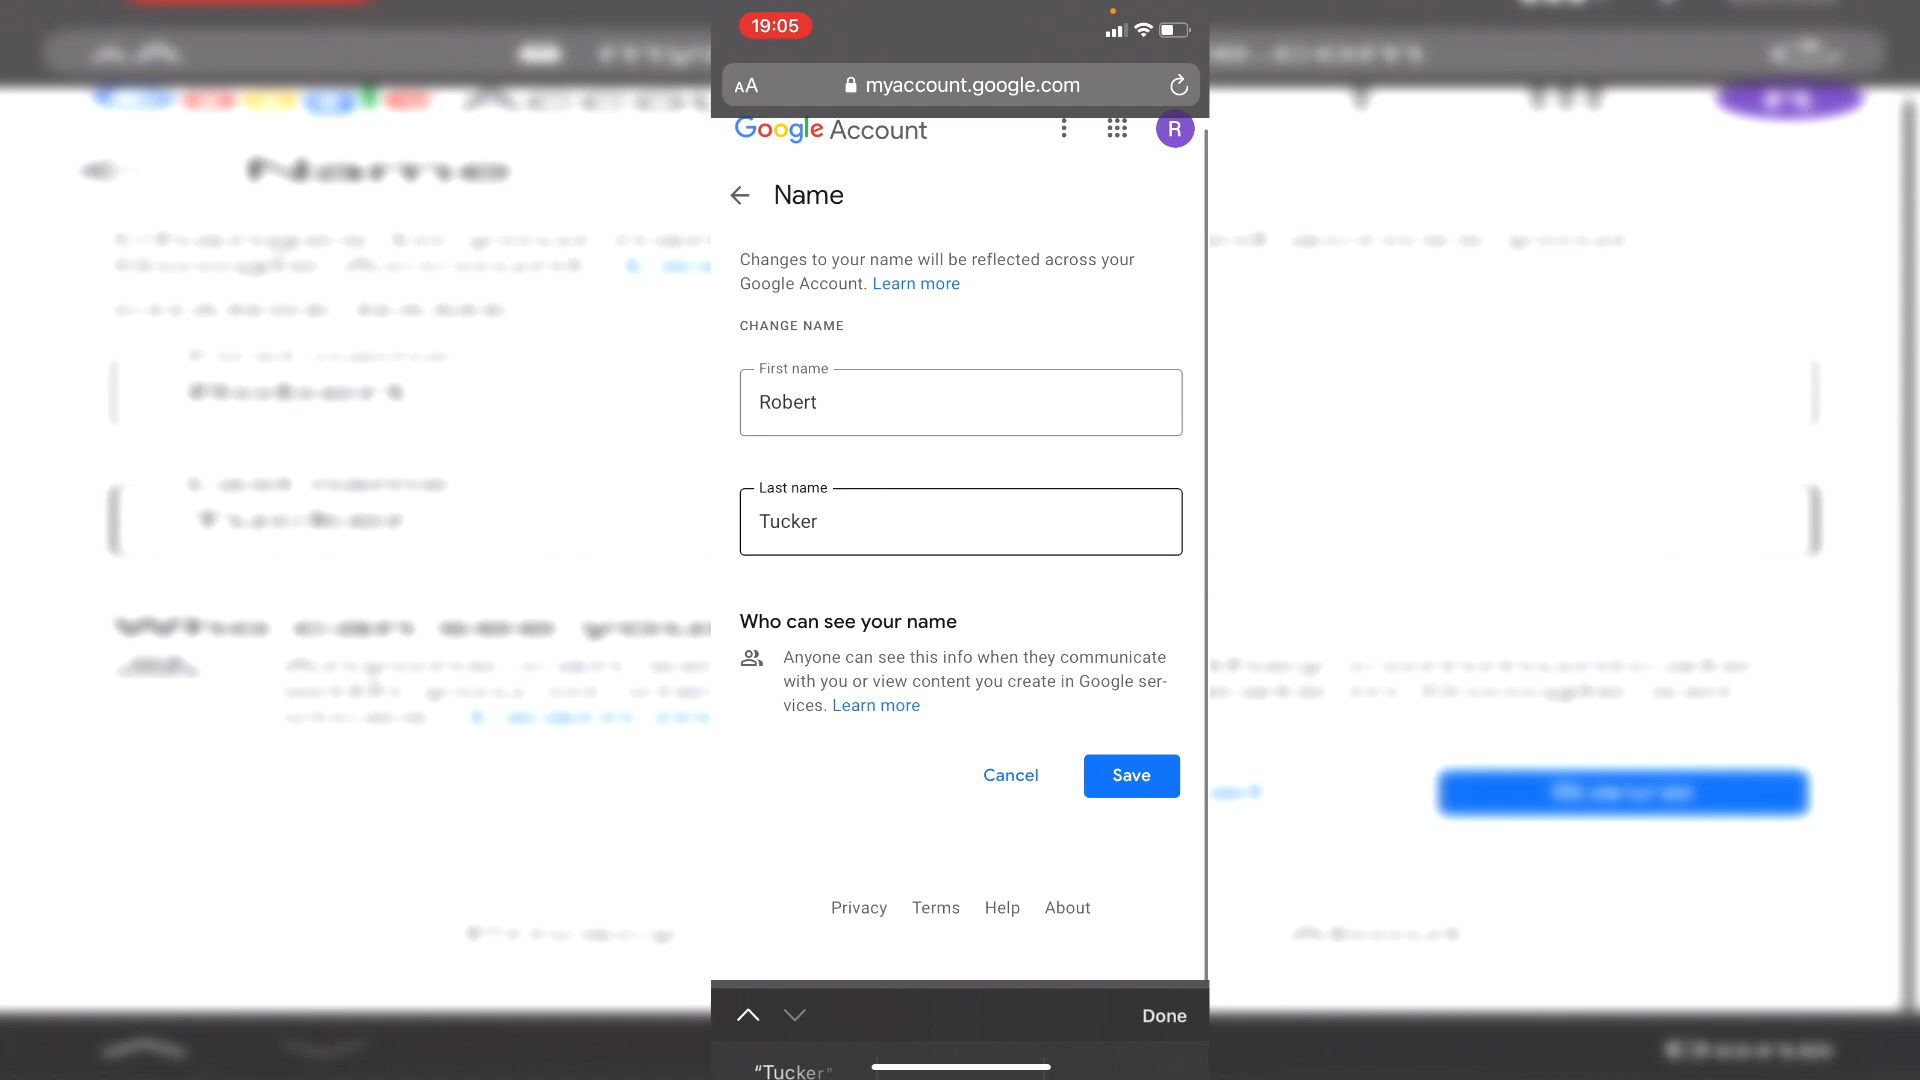 19:05
AA myaccount.google.com
Google Account R
Name
Changes to your name will be reflected across your
Google Account. Learn more
CHANGE NAME
First name
Robert
Last name
Tucker
Who can see your name
Anyone can see this info when they communicate
with you or view content you create in Google ser-
vices. Learn more
Cancel Save
Privacy Terms Help About
Done
"Tucker"